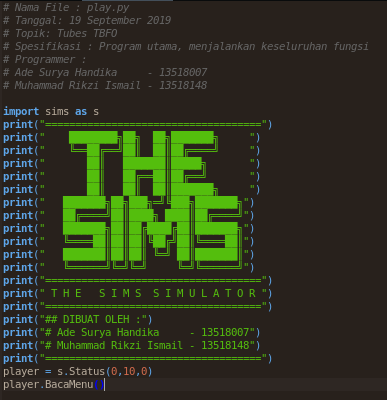 # Nama File : play.py
# Tanggal: 19 September 2019
# Topik: Tubes TBFO
# Spesifikasi : Program utama, menjalankan keseluruhan fungsi
# Programmer :
# Ade Surya Handika     - 13518007
# Muhammad Rikzi Ismail - 13518148
import sims as s
print("====================================")
print("    ████████╗██╗  ██╗███████╗     ")
print("    ╚══██╔══╝██║  ██║██╔════╝     ")
print("       ██║   ███████║█████╗       ")
print("       ██║   ██╔══██║██╔══╝       ")
print("       ██║   ██║  ██║███████╗     ")
print("   ███████╗██╗███╗   ███╗███████╗")
print("   ██╔════╝██║████╗ ████║██╔════╝")
print("   ███████╗██║██╔████╔██║███████╗")
print("   ╚════██║██║██║╚██╔╝██║╚════██║")
print("   ███████║██║██║ ╚═╝ ██║███████║")
print("   ╚══════╝╚═╝╚═╝     ╚═╝╚══════╝")
print("====================================")
print(" T H E   S I M S   S I M U L A T O R ")
print("====================================")
print("## DIBUAT OLEH :")
print("# Ade Surya Handika     - 13518007")
print("# Muhammad Rikzi Ismail - 13518148")
print("====================================")
player = s.Status(0,10,0)
player.BacaMenu()